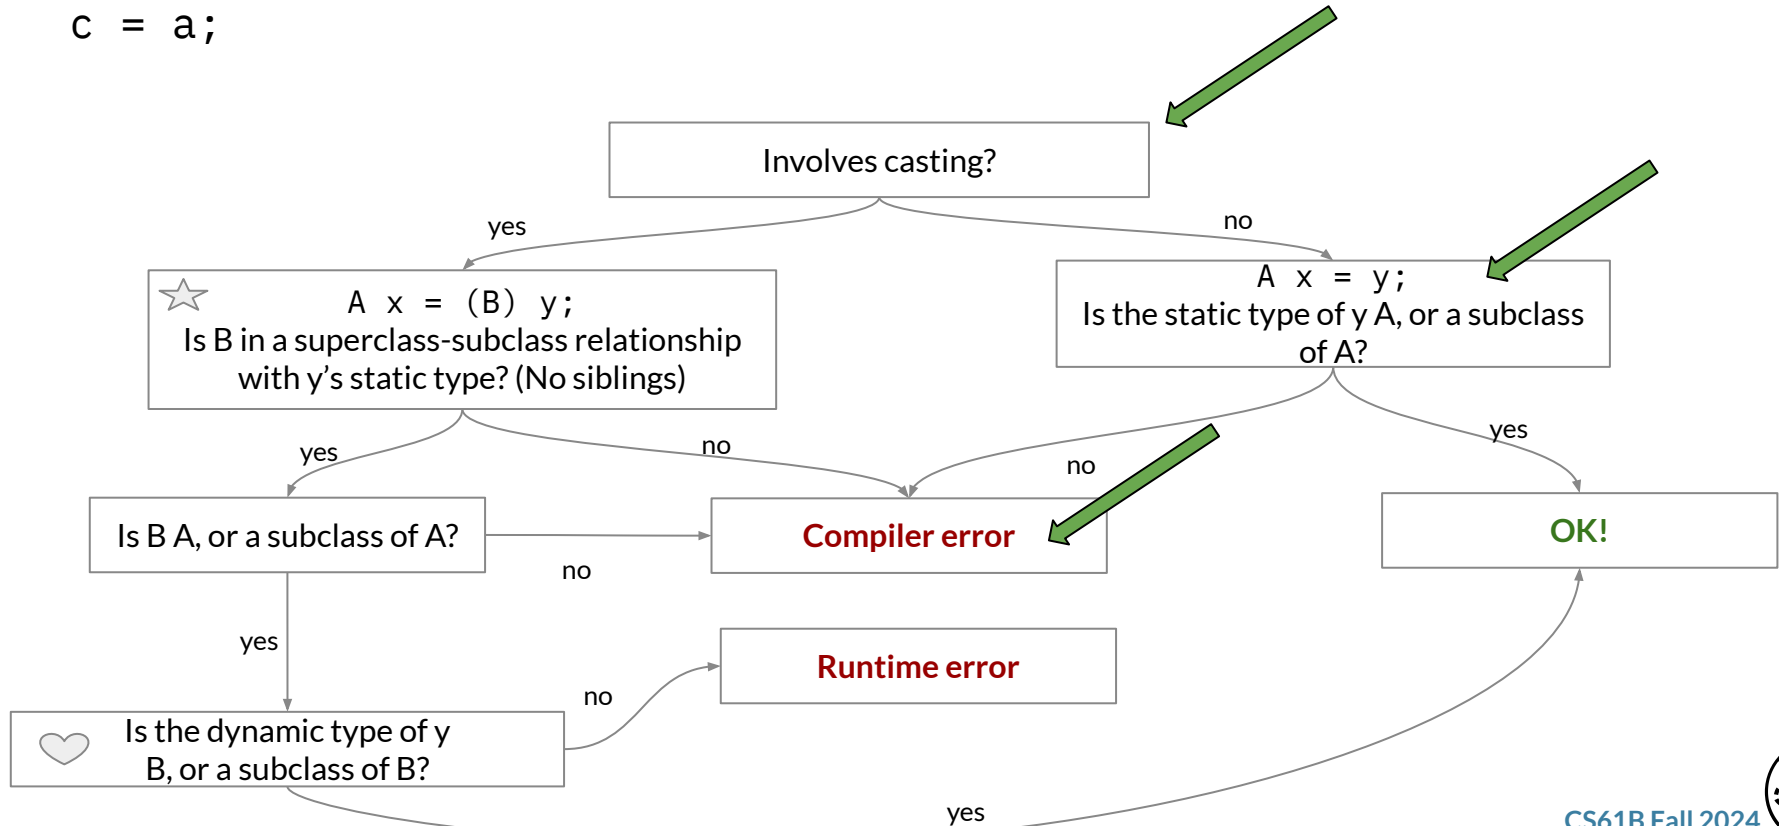 c = a;
Involves casting?
yes
no
A x = (B) y;
Is B in a superclass-subclass relationship
with y’s static type? (No siblings)
A x = y;
Is the static type of y A, or a subclass
of A?
yes
no
no
yes
Is B A, or a subclass of A?
no
Compiler error
OK!
yes
Runtime error
no
Is the dynamic type of y
B, or a subclass of B?
yes
CS61B Fall 2024